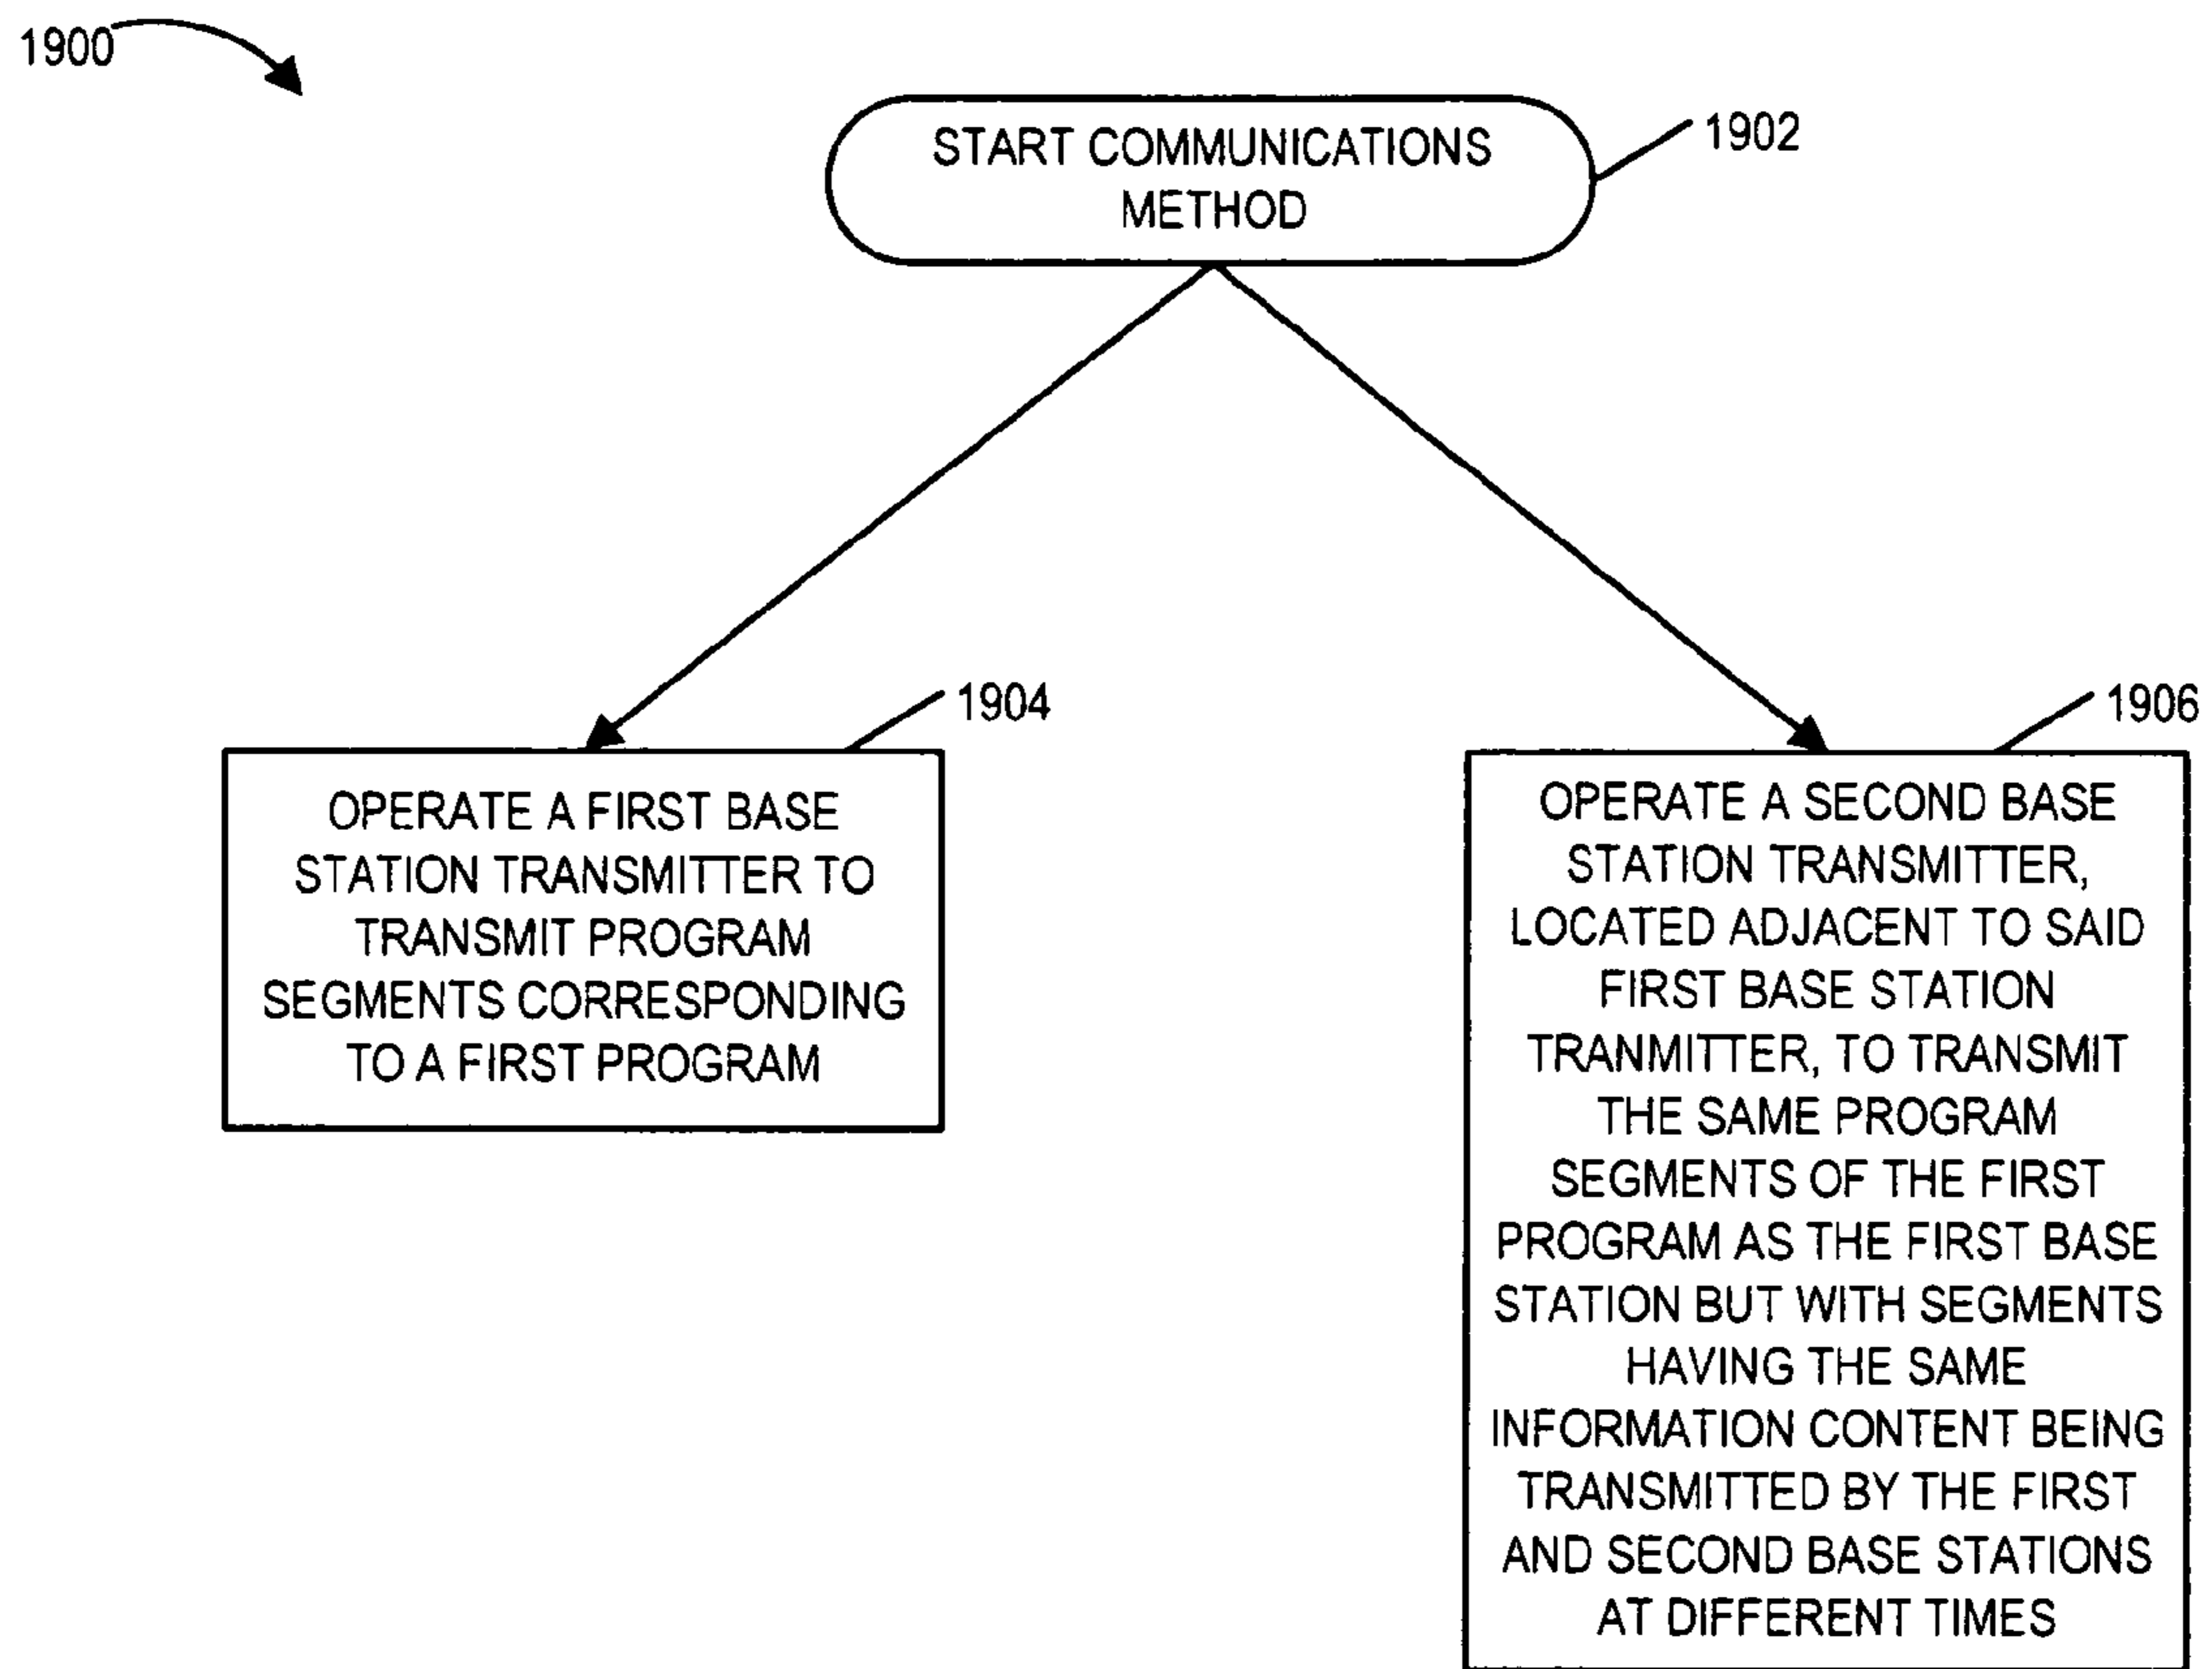 1900
START COMMUNICATIONS
METHOD
1902
1904
OPERATE A FIRST BASE
STATION TRANSMITTER TO
TRANSMIT PROGRAM
SEGMENTS CORRESPONDING
TO A FIRST PROGRAM
1906
OPERATE A SECOND BASE
STATION TRANSMITTER,
LOCATED ADJACENT TO SAID
FIRST BASE STATION
TRANMITTER, TO TRANSMIT
THE SAME PROGRAM
SEGMENTS OF THE FIRST
PROGRAM AS THE FIRST BASE
STATION BUT WITH SEGMENTS
HAVING THE SAME
INFORMATION CONTENT BEING
TRANSMITTED BY THE FIRST
AND SECOND BASE STATIONS
AT DIFFERENT TIMES